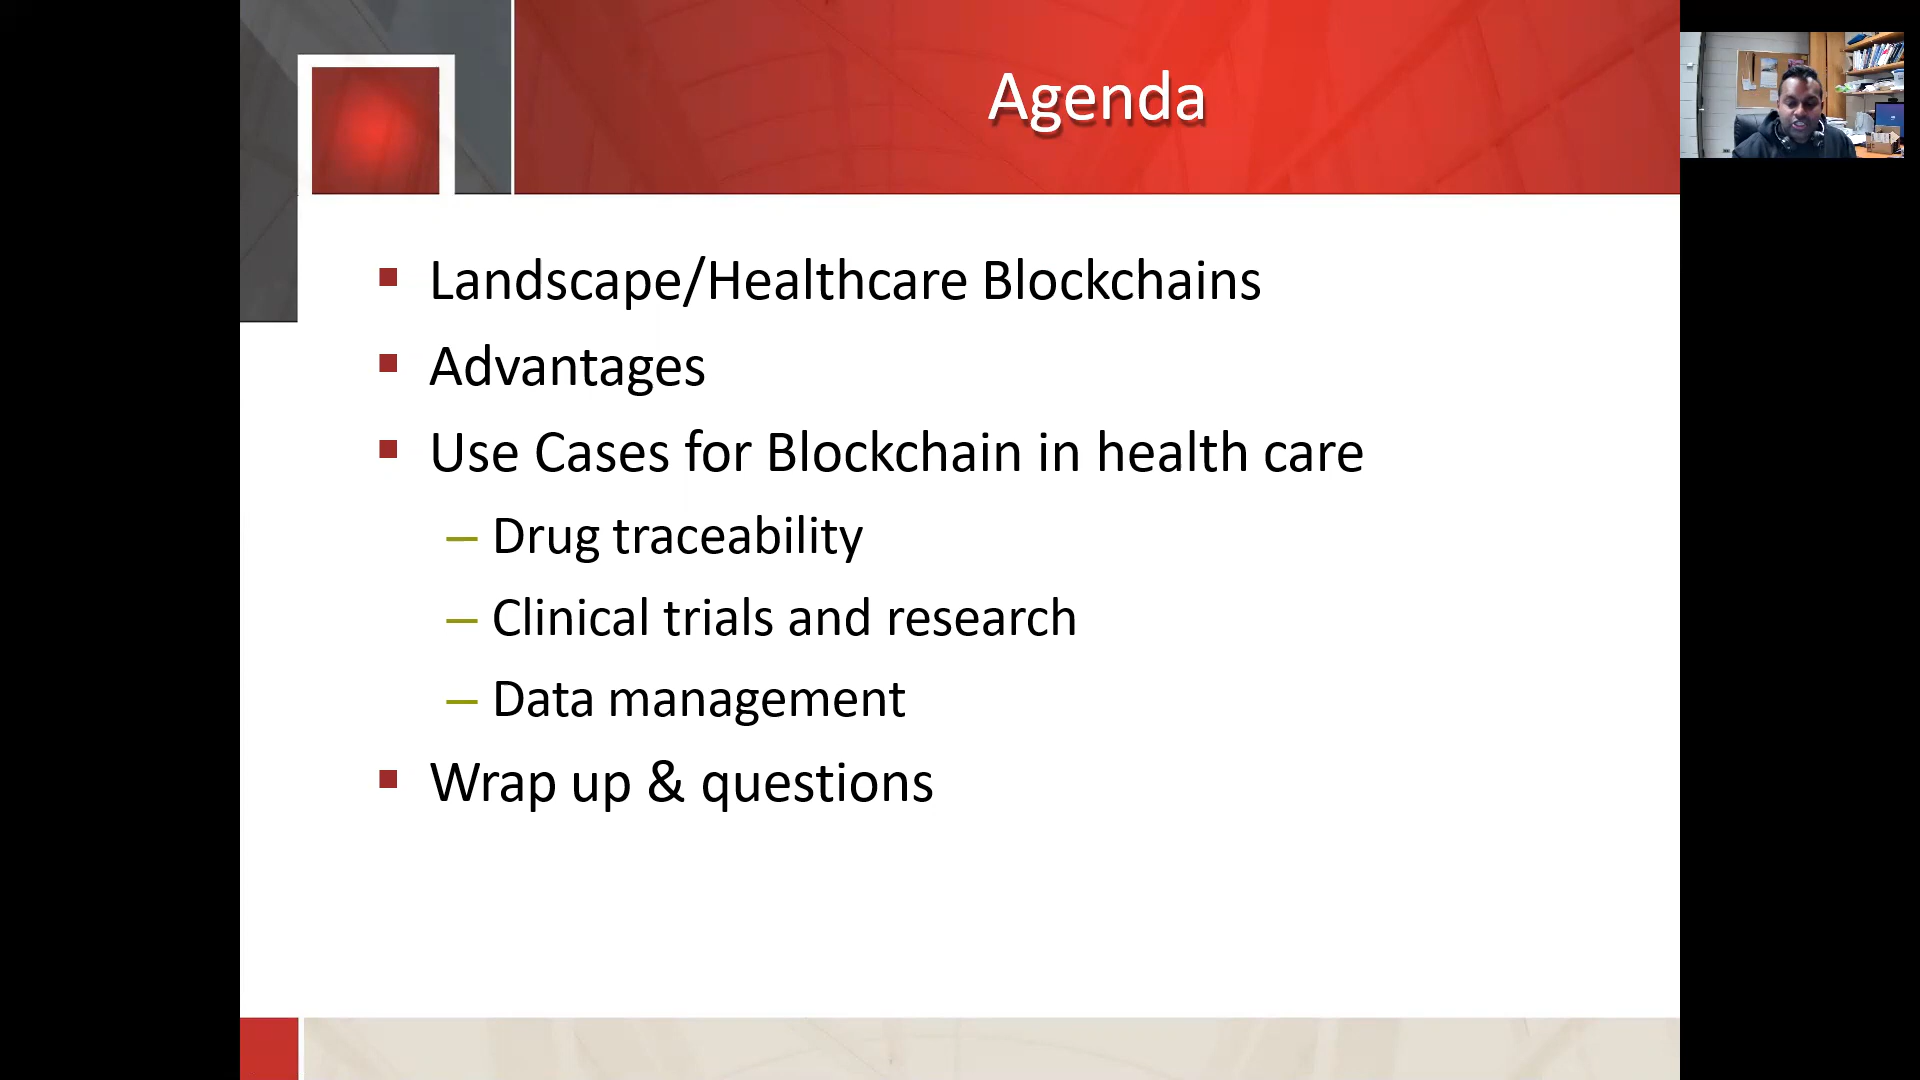 Agenda
Landscape/Healthcare Blockchains
Advantages
Use Cases for Blockchain in health care
– Drug traceability
– Clinical trials and research
– Data management
Wrap up & questions